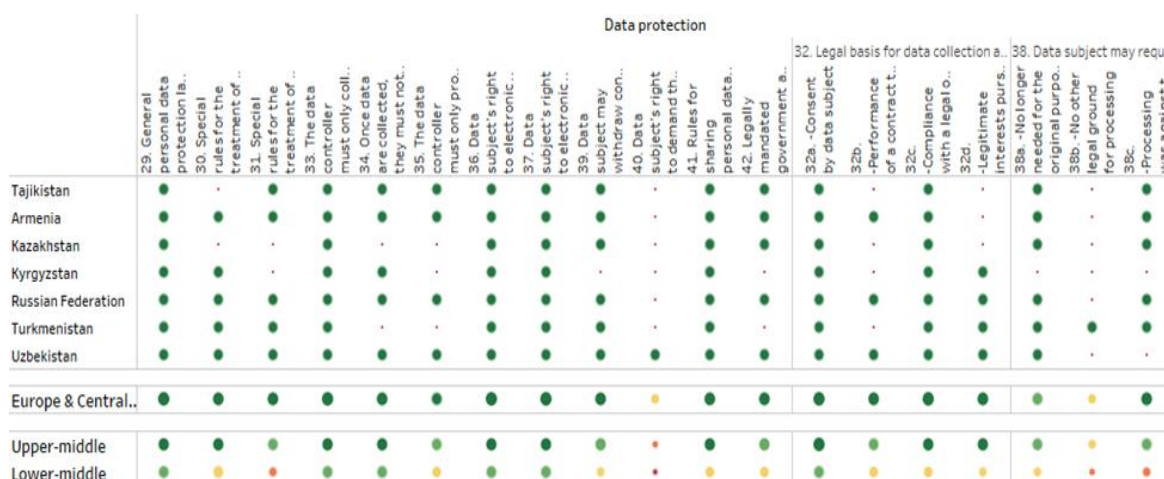 Data protection
32. Legal basis for data collection a..
38. Data subject may requ
29. General
personal data
protection la..
30. Special
rules for the
treatment of ..
31. Special
rules for the
treatment of ..
33. The data
controller
must only coll..
34. Once data
are collected,
they must not..
35. The data
controller
must only pro..
36. Data
subject's right
to electronic..
37. Data
subject's right
to electronic..
39. Data
subject may
withdraw con..
40. Data
subject's right
to demand th..
41. Rules for
sharing
personal data..
42. Legally
mandated
government a..
32a. -Consent
by data subject
32b.
-Performance
of a contract t..
32c.
-Compliance
with a legal o..
32d.
-Legitimate
interests purs..
38a. -No longer
needed for the
original purpo..
38b. -No other
legal ground
for processing
38c.
-Processing
Tajikistan
Armenia
Kazakhstan
Kyrgyzstan
Russian Federation
Turkmenistan
Uzbekistan
Europe & Central..
Upper-middle
Lower-middle